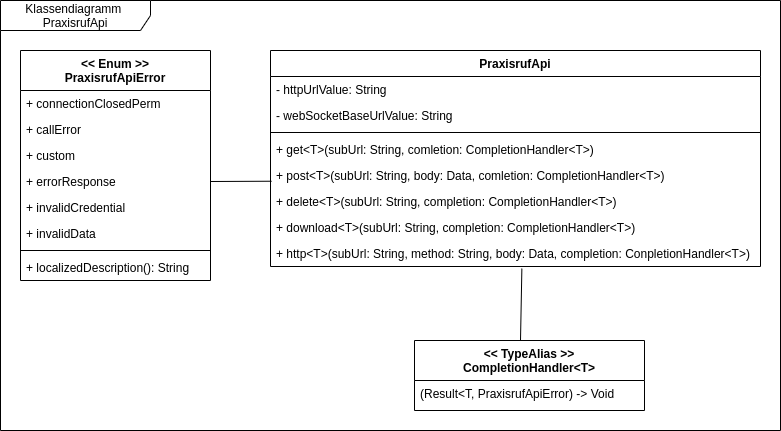 Klassendiagramm
PraxisrufApi
<< Enum >>
PraxisrufApiError
+ connectionClosedPerm
+ callError
+ custom
+ errorResponse
+ invalidCredential
+ invalidData
+ localizedDescription(): String
PraxisrufApi
- httpUrlValue: String
- webSocketBaseUrlValue: String
+ get<T>(subUrl: String, comletion: CompletionHandler<T>)
+ post<T>(subUrl: String, body: Data, comletion: CompletionHandler<T>)
+ delete<T>(subUrl: String, completion: CompletionHandler<T>)
+ download<T>(subUrl: String, completion: CompletionHandler<T>)
+ http<T>(subUrl: String, method: String, body: Data, completion: ConpletionHandler<T>)
<< TypeAlias >>
CompletionHandler<T>
(Result<T, PraxisrufApiError) -> Void